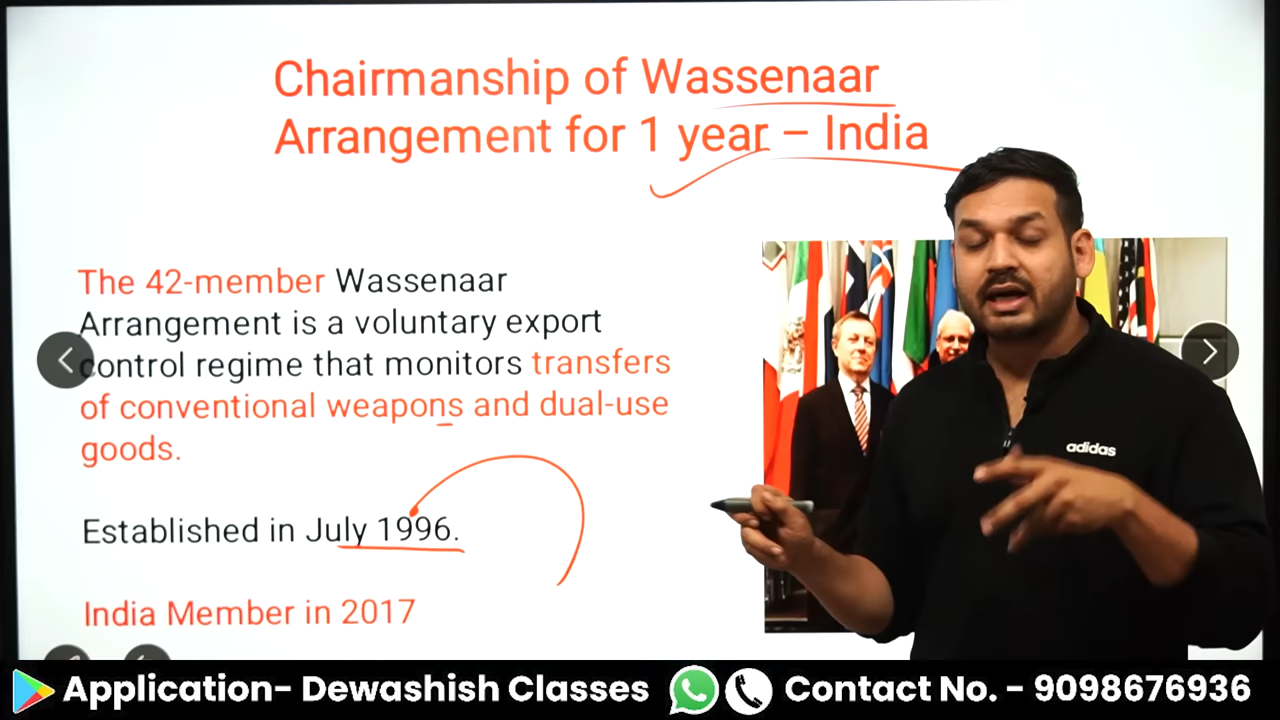 Chairmanship of Wassenaar
Arrangement for 1 year – India
The 42-member Wassenaar
Arrangement is a voluntary export
control regime that monitors transfers
of conventional weapons and dual-use
goods.
Established in July 1996.
India Member in 2017
adidas
Application- Dewashish Classes
Contact No. - 9098676936